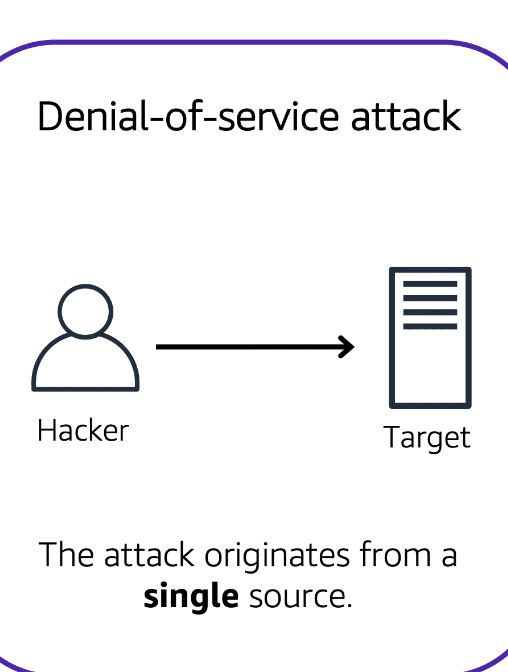 Denial-of-service attack
Hacker
Target
The attack originates from a
single source.